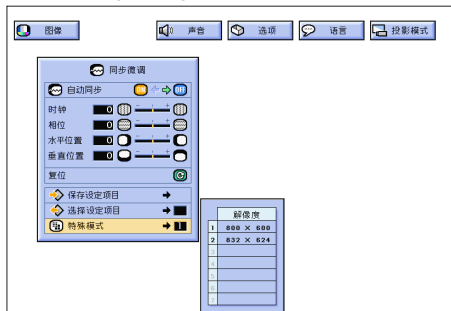 图像 声音 选项 语言 投影模式
同步微调
自动同步 ON OFF
时钟 0 - +
相位 0 - +
水平位置 0 - +
垂直位置 0 - +
复位
保存设定项目
选择设定项目
特殊模式 1
解像度
1 800 × 600
2 832 × 624
3
4
5
6
7